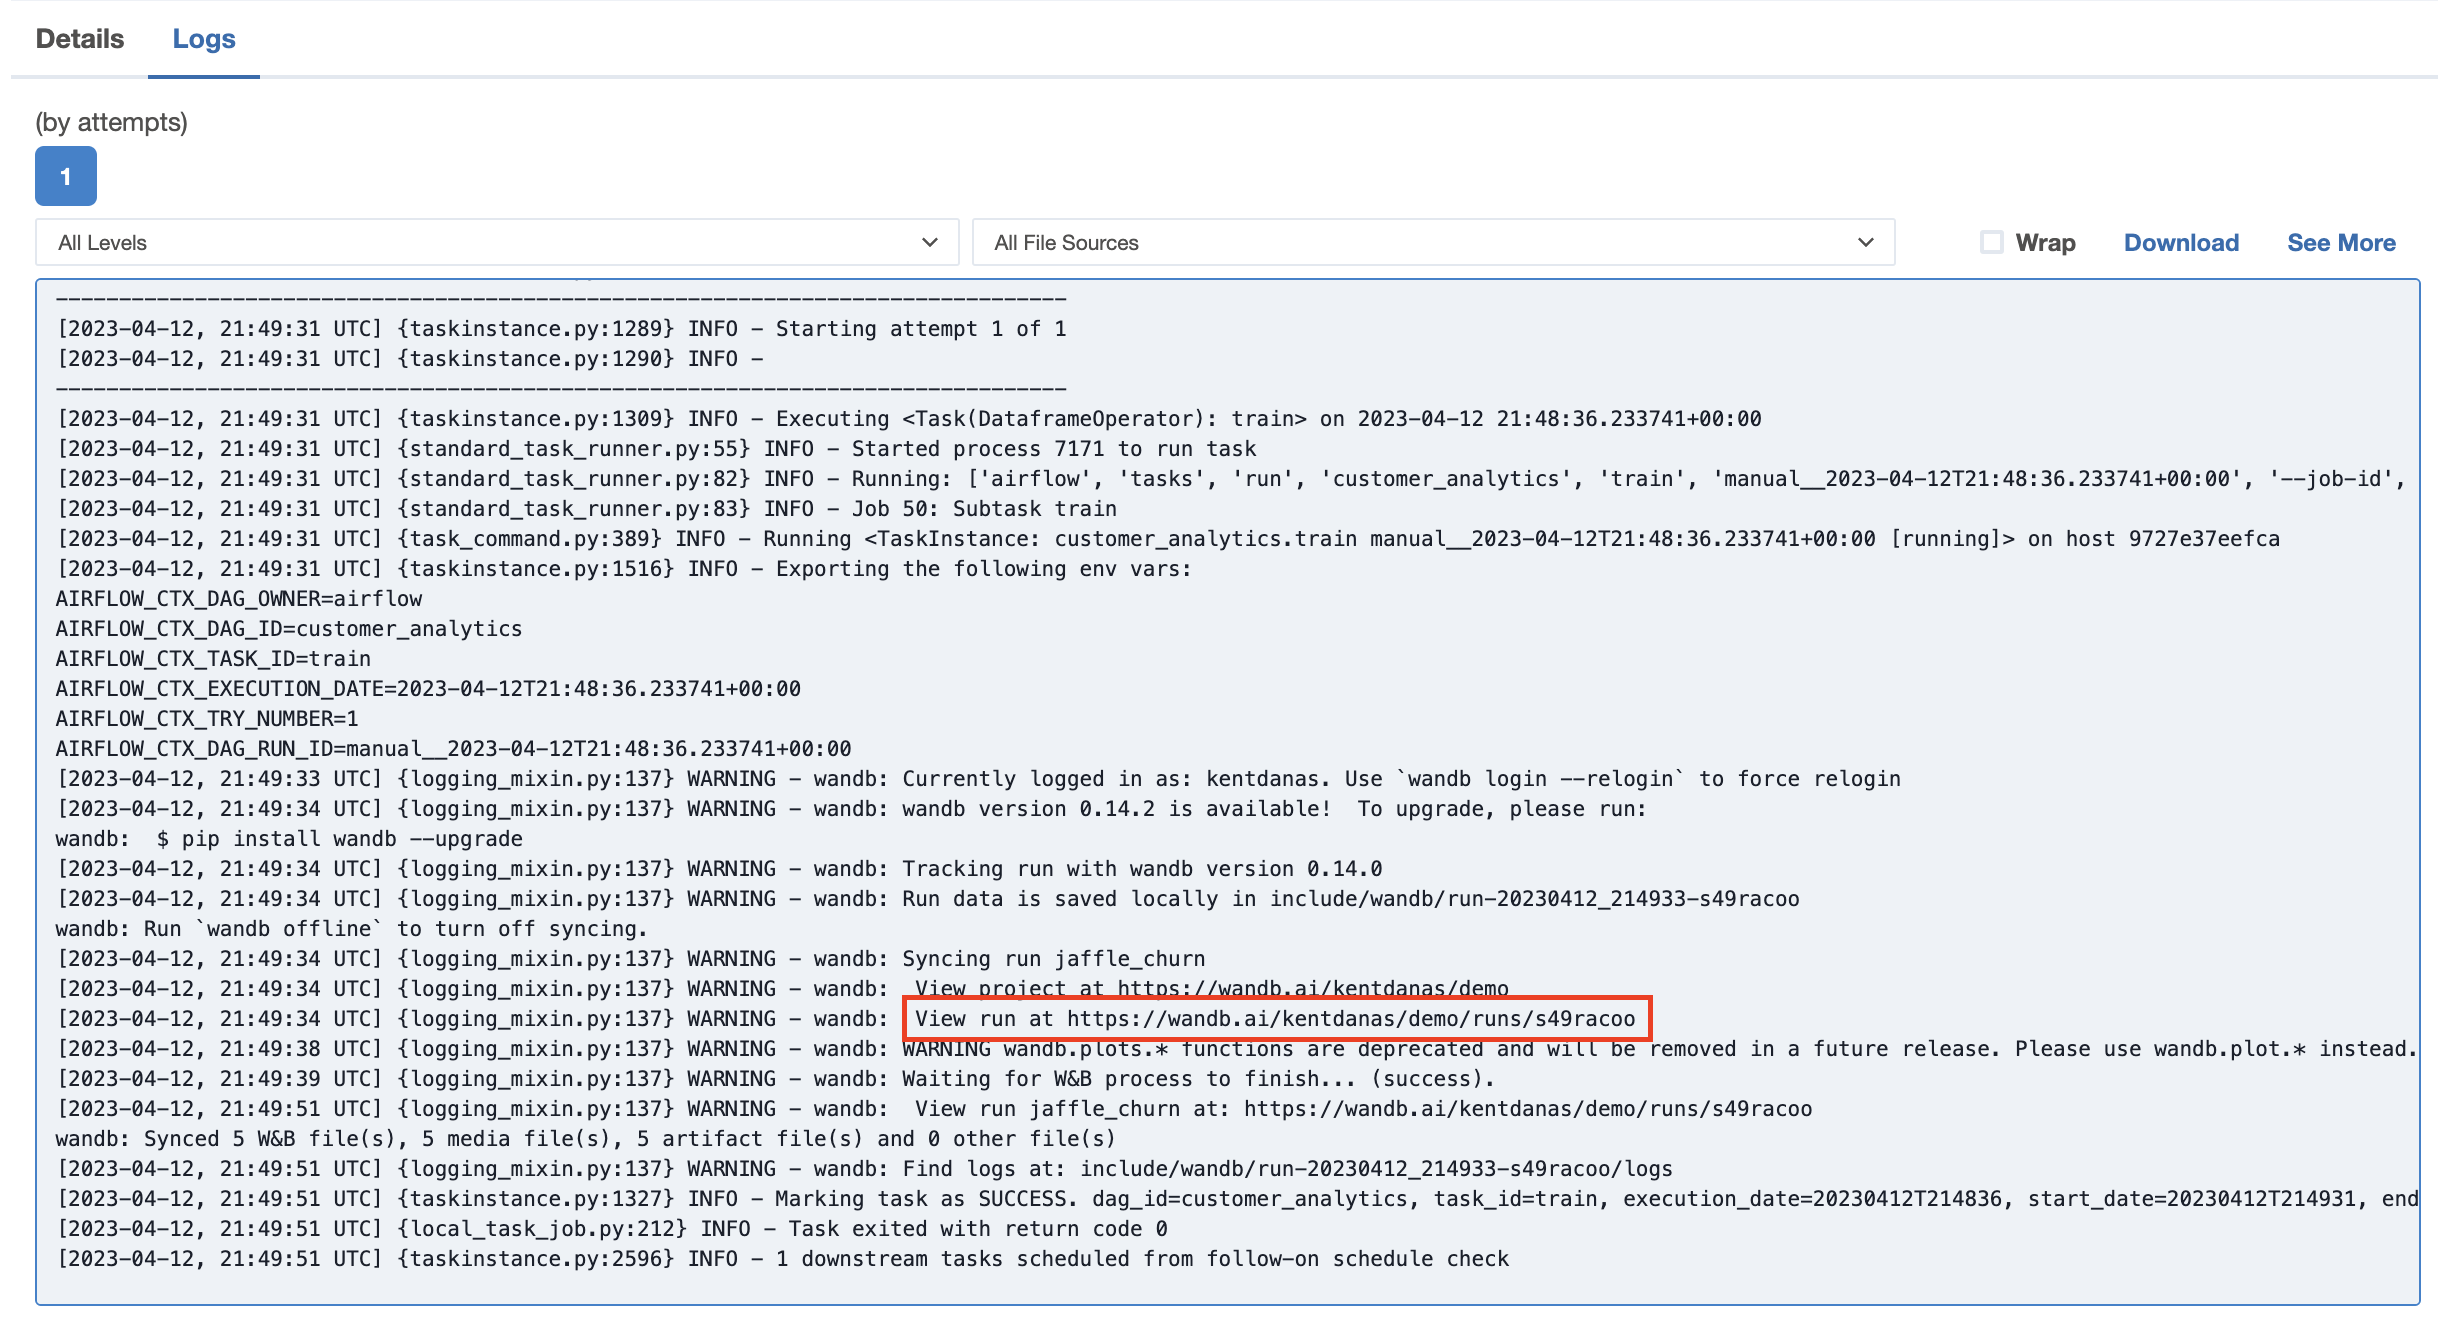 Details Logs
(by attempts)
1
All Levels All File Sources Wrap Download See More
--------------------------------------------------------------------------------
[2023-04-12, 21:49:31 UTC] {taskinstance.py:1289} INFO - Starting attempt 1 of 1
[2023-04-12, 21:49:31 UTC] {taskinstance.py:1290} INFO -
--------------------------------------------------------------------------------
[2023-04-12, 21:49:31 UTC] {taskinstance.py:1309} INFO - Executing <Task(DataframeOperator): train> on 2023-04-12 21:48:36.233741+00:00
[2023-04-12, 21:49:31 UTC] {standard_task_runner.py:55} INFO - Started process 7171 to run task
[2023-04-12, 21:49:31 UTC] {standard_task_runner.py:82} INFO - Running: ['airflow', 'tasks', 'run', 'customer_analytics', 'train', 'manual__2023-04-12T21:48:36.233741+00:00', '--job-id',
[2023-04-12, 21:49:31 UTC] {standard_task_runner.py:83} INFO - Job 50: Subtask train
[2023-04-12, 21:49:31 UTC] {task_command.py:389} INFO - Running <TaskInstance: customer_analytics.train manual__2023-04-12T21:48:36.233741+00:00 [running]> on host 9727e37eefca
[2023-04-12, 21:49:31 UTC] {taskinstance.py:1516} INFO - Exporting the following env vars:
AIRFLOW_CTX_DAG_OWNER=airflow
AIRFLOW_CTX_DAG_ID=customer_analytics
AIRFLOW_CTX_TASK_ID=train
AIRFLOW_CTX_EXECUTION_DATE=2023-04-12T21:48:36.233741+00:00
AIRFLOW_CTX_TRY_NUMBER=1
AIRFLOW_CTX_DAG_RUN_ID=manual__2023-04-12T21:48:36.233741+00:00
[2023-04-12, 21:49:33 UTC] {logging_mixin.py:137} WARNING - wandb: Currently logged in as: kentdanas. Use `wandb login --relogin` to force relogin
[2023-04-12, 21:49:34 UTC] {logging_mixin.py:137} WARNING - wandb: wandb version 0.14.2 is available!  To upgrade, please run:
wandb:  $ pip install wandb --upgrade
[2023-04-12, 21:49:34 UTC] {logging_mixin.py:137} WARNING - wandb: Tracking run with wandb version 0.14.0
[2023-04-12, 21:49:34 UTC] {logging_mixin.py:137} WARNING - wandb: Run data is saved locally in include/wandb/run-20230412_214933-s49racoo
wandb: Run `wandb offline` to turn off syncing.
[2023-04-12, 21:49:34 UTC] {logging_mixin.py:137} WARNING - wandb: Syncing run jaffle_churn
[2023-04-12, 21:49:34 UTC] {logging_mixin.py:137} WARNING - wandb:  View project at https://wandb.ai/kentdanas/demo
[2023-04-12, 21:49:34 UTC] {logging_mixin.py:137} WARNING - wandb:  View run at https://wandb.ai/kentdanas/demo/runs/s49racoo
[2023-04-12, 21:49:38 UTC] {logging_mixin.py:137} WARNING - wandb: WARNING wandb.plots.* functions are deprecated and will be removed in a future release. Please use wandb.plot.* instead.
[2023-04-12, 21:49:39 UTC] {logging_mixin.py:137} WARNING - wandb: Waiting for W&B process to finish... (success).
[2023-04-12, 21:49:51 UTC] {logging_mixin.py:137} WARNING - wandb:  View run jaffle_churn at: https://wandb.ai/kentdanas/demo/runs/s49racoo
wandb: Synced 5 W&B file(s), 5 media file(s), 5 artifact file(s) and 0 other file(s)
[2023-04-12, 21:49:51 UTC] {logging_mixin.py:137} WARNING - wandb: Find logs at: include/wandb/run-20230412_214933-s49racoo/logs
[2023-04-12, 21:49:51 UTC] {taskinstance.py:1327} INFO - Marking task as SUCCESS. dag_id=customer_analytics, task_id=train, execution_date=20230412T214836, start_date=20230412T214931, end
[2023-04-12, 21:49:51 UTC] {local_task_job.py:212} INFO - Task exited with return code 0
[2023-04-12, 21:49:51 UTC] {taskinstance.py:2596} INFO - 1 downstream tasks scheduled from follow-on schedule check